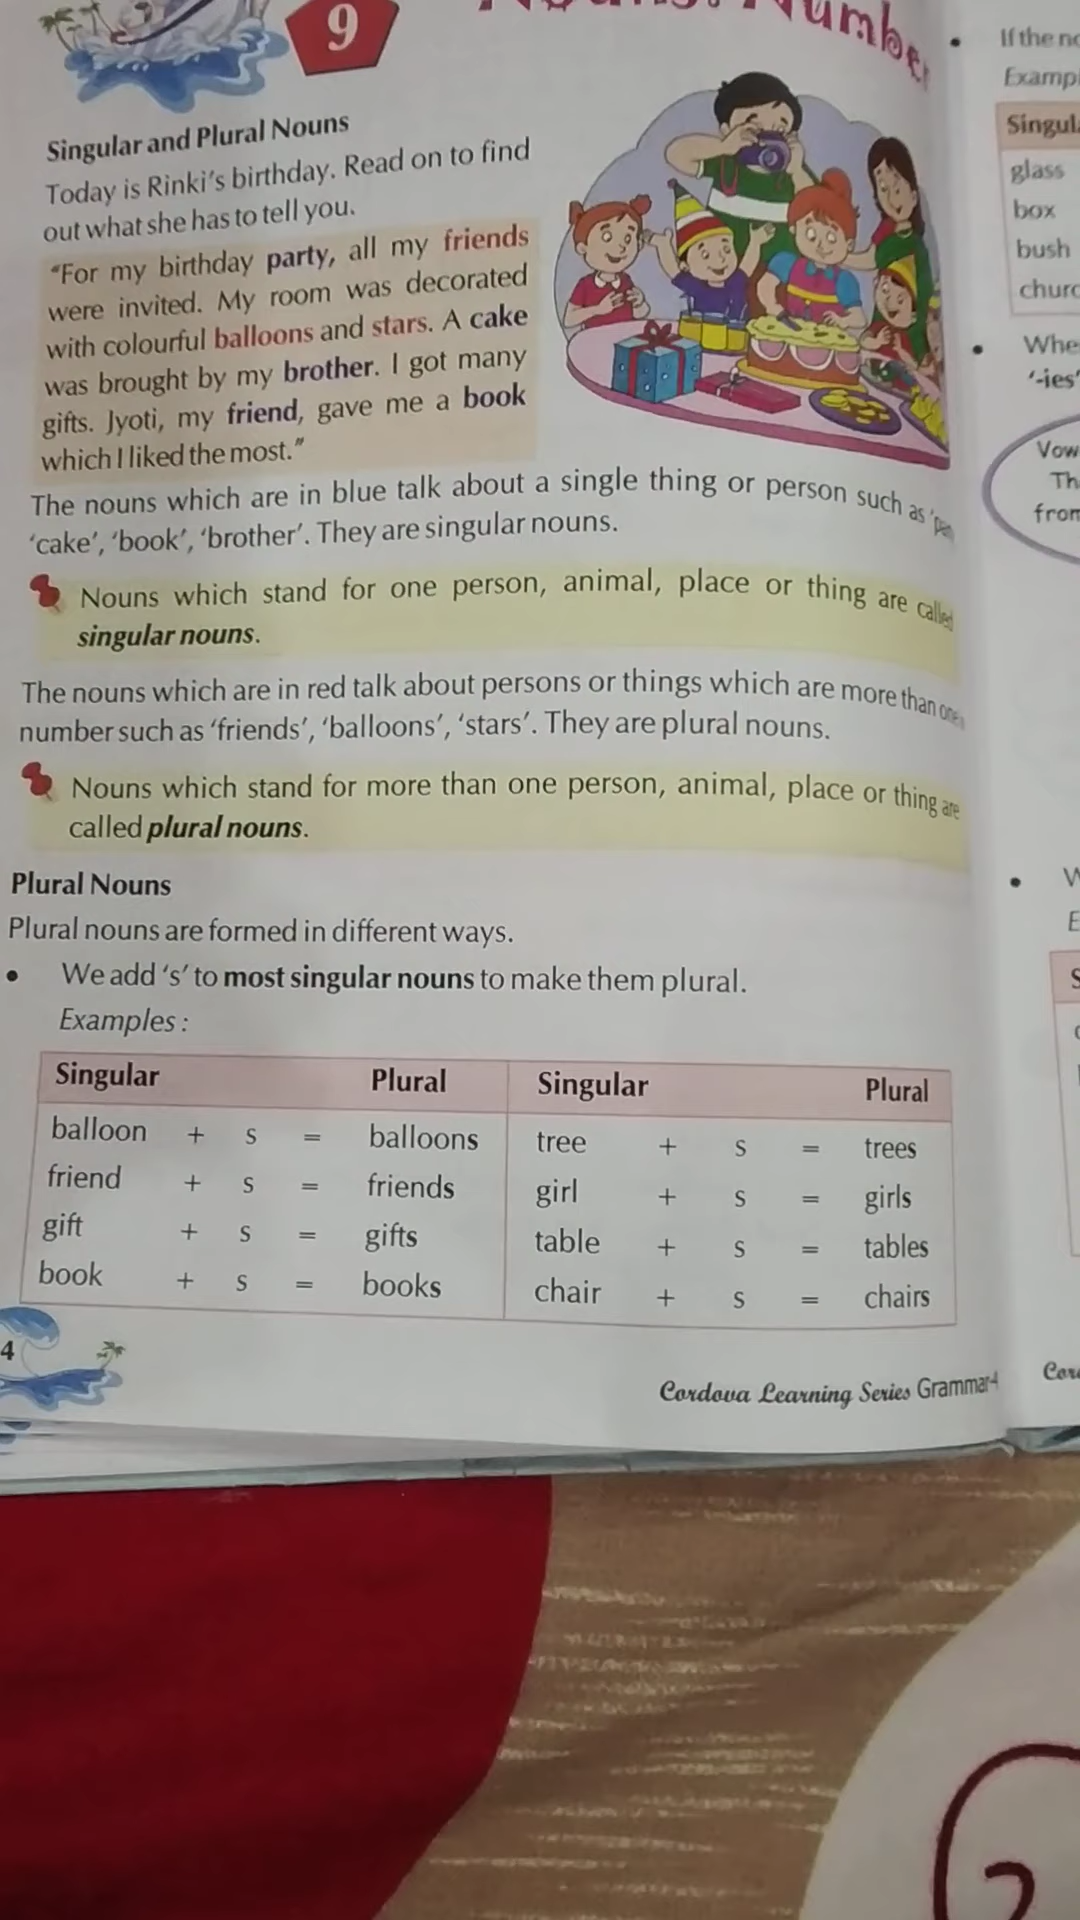 9
Singular and Plural Nouns
Today is Rinki's birthday. Read on to find
out what she has to tell you.
"For my birthday party, all my friends
were invited. My room was decorated
with colourful balloons and stars. A cake
was brought by my brother. I got many
gifts. Jyoti, my friend, gave me a book
which I liked the most."
The nouns which are in blue talk about a single thing or person such as
'cake', 'book', 'brother'. They are singular nouns.
Nouns which stand for one person, animal, place or thing are called
singular nouns.
The nouns which are in red talk about persons or things which are more than one
number such as 'friends', 'balloons', 'stars'. They are plural nouns.
Nouns which stand for more than one person, animal, place or thing are
called plural nouns.
Plural Nouns
Plural nouns are formed in different ways.
• We add 's' to most singular nouns to make them plural.
Examples :
Singular Plural Singular Plural
balloon + s = balloons tree + s = trees
friend + s = friends girl + s = girls
gift + s = gifts table + s = tables
book + s = books chair + s = chairs
4
Cordova Learning Series Grammar-4
• If the
glass
box
bush
•
'-ies'